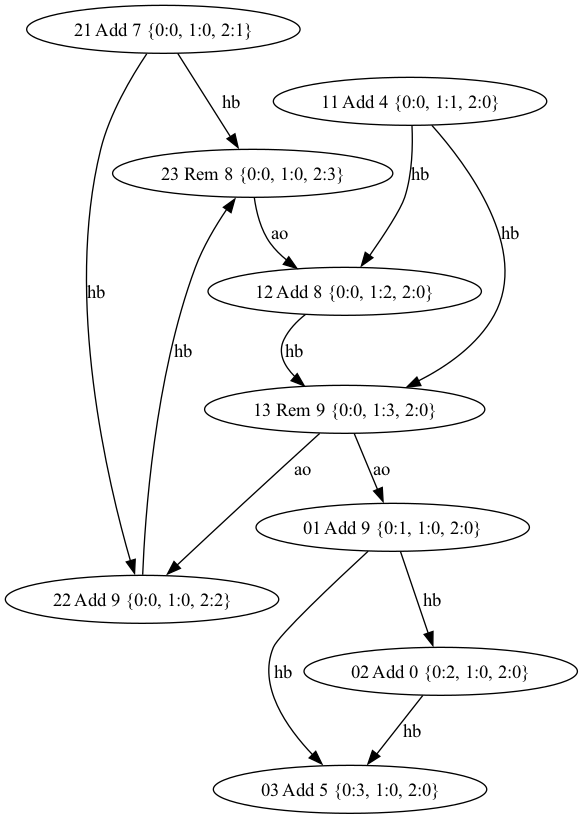 21 Add 7 {0:0, 1:0, 2:1}
hb
11 Add 4 {0:0, 1:1, 2:0}
23 Rem 8 {0:0, 1:0, 2:3}
hb
ao
hb
hb
12 Add 8 {0:0, 1:2, 2:0}
hb
hb
13 Rem 9 {0:0, 1:3, 2:0}
ao
ao
01 Add 9 {0:1, 1:0, 2:0}
22 Add 9 {0:0, 1:0, 2:2}
hb
hb
02 Add 0 {0:2, 1:0, 2:0}
hb
03 Add 5 {0:3, 1:0, 2:0}